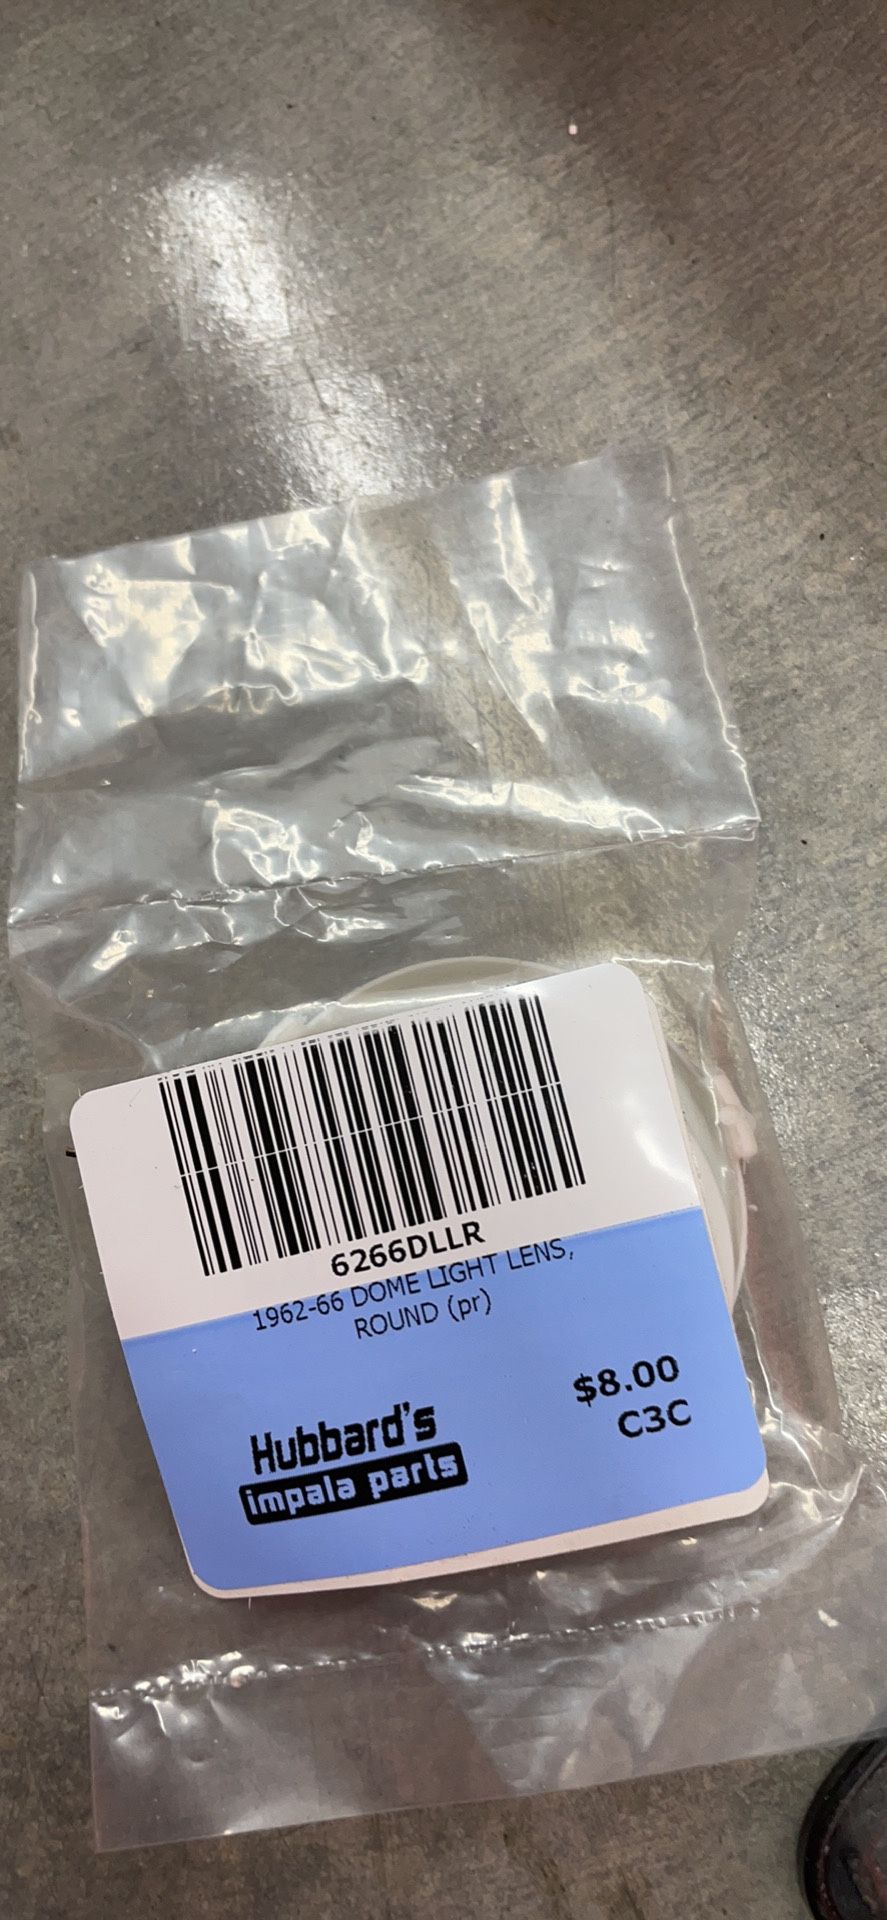 6266DLLR
1962-66 DOME LIGHT LENS,
ROUND (pr)
$8.00
C3C
Hubbard's
impala parts